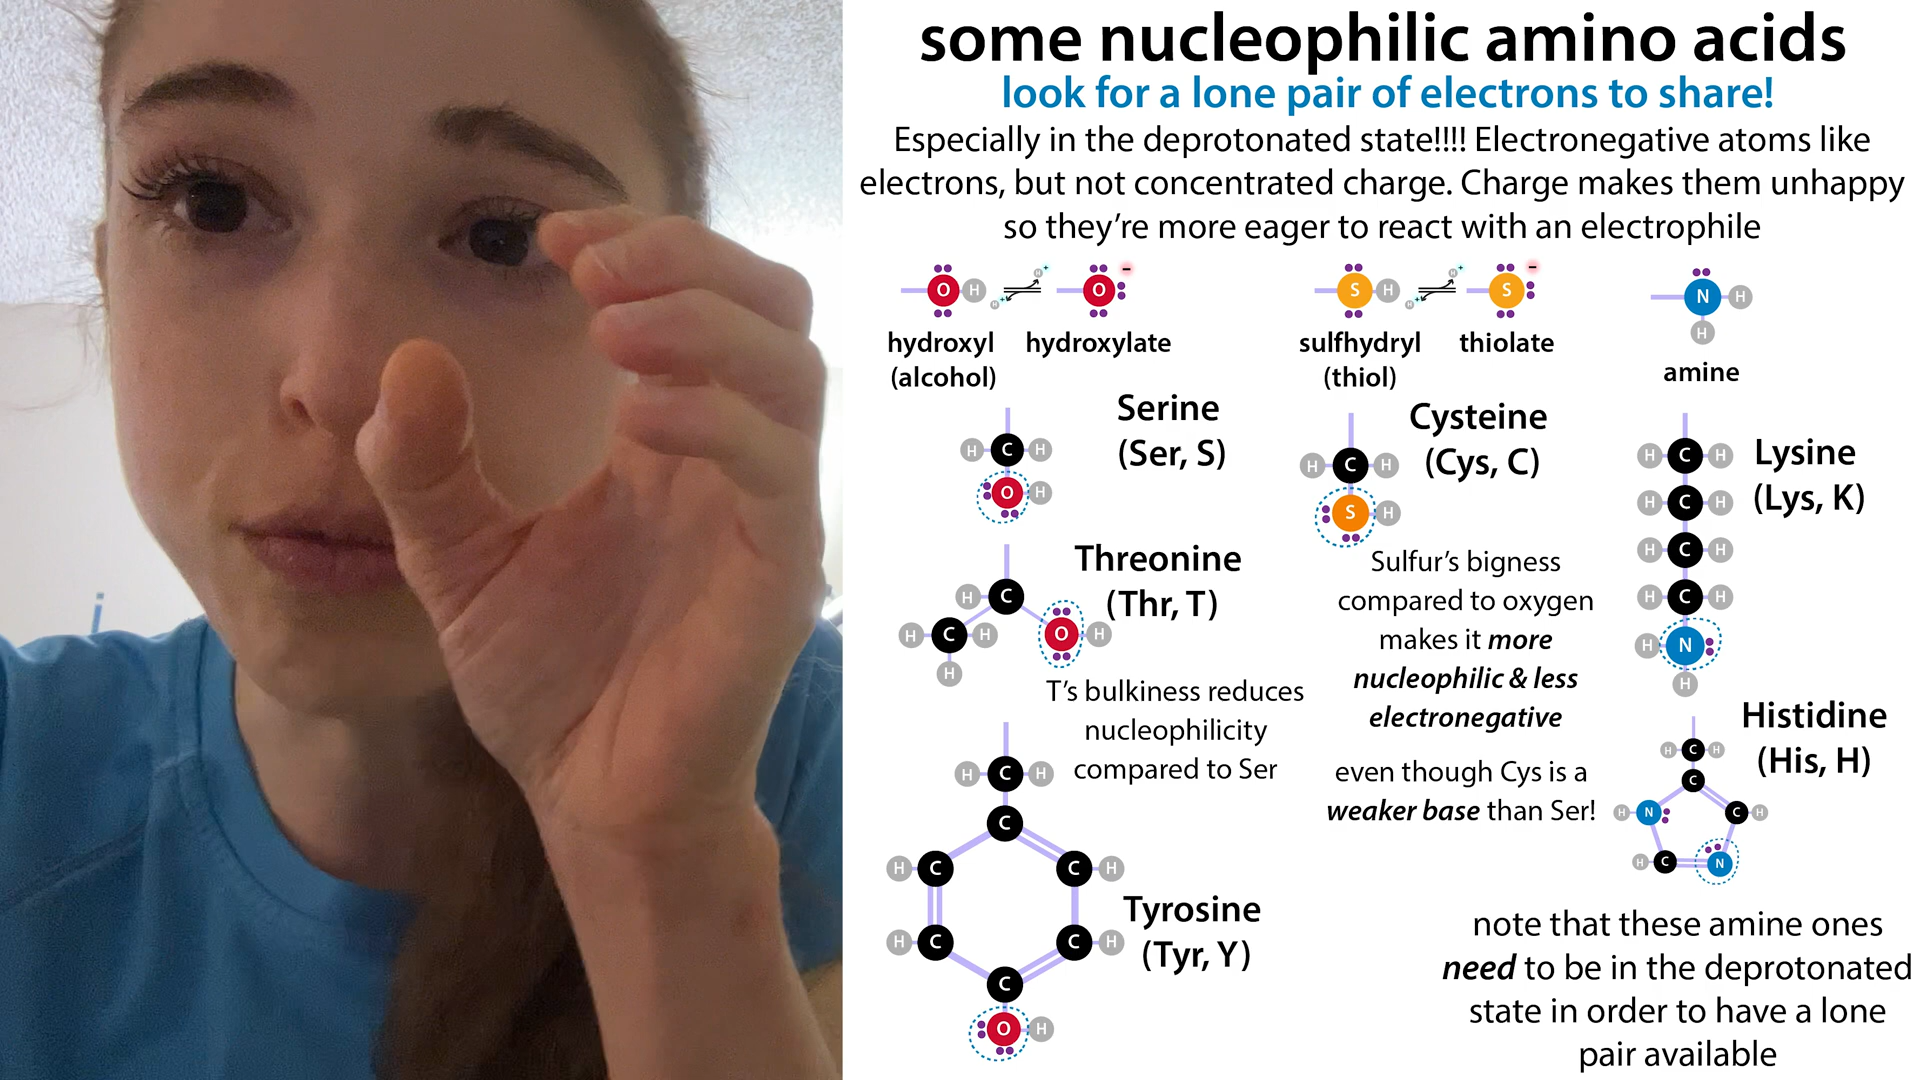 some nucleophilic amino acids
look for a lone pair of electrons to share!
Especially in the deprotonated state!!!! Electronegative atoms like
electrons, but not concentrated charge. Charge makes them unhappy
so they’re more eager to react with an electrophile
O H H+ H+ O –
hydroxyl
(alcohol)
hydroxylate
S H H+ H+ S –
sulfhydryl
(thiol)
thiolate
N H
H
amine
Serine
(Ser, S)
H C H
O H
Threonine
(Thr, T)
H C
H C H O H
H
T’s bulkiness reduces
nucleophilicity
compared to Ser
H C H
C
H C C H
H C C H
C
O H
Tyrosine
(Tyr, Y)
Cysteine
(Cys, C)
H C H
S H
Sulfur’s bigness
compared to oxygen
makes it more
nucleophilic & less
electronegative
even though Cys is a
weaker base than Ser!
Lysine
(Lys, K)
H C H
H C H
H C H
H C H
H N
H
Histidine
(His, H)
H C H
C
H N C H
H C N
note that these amine ones
need to be in the deprotonated
state in order to have a lone
pair available